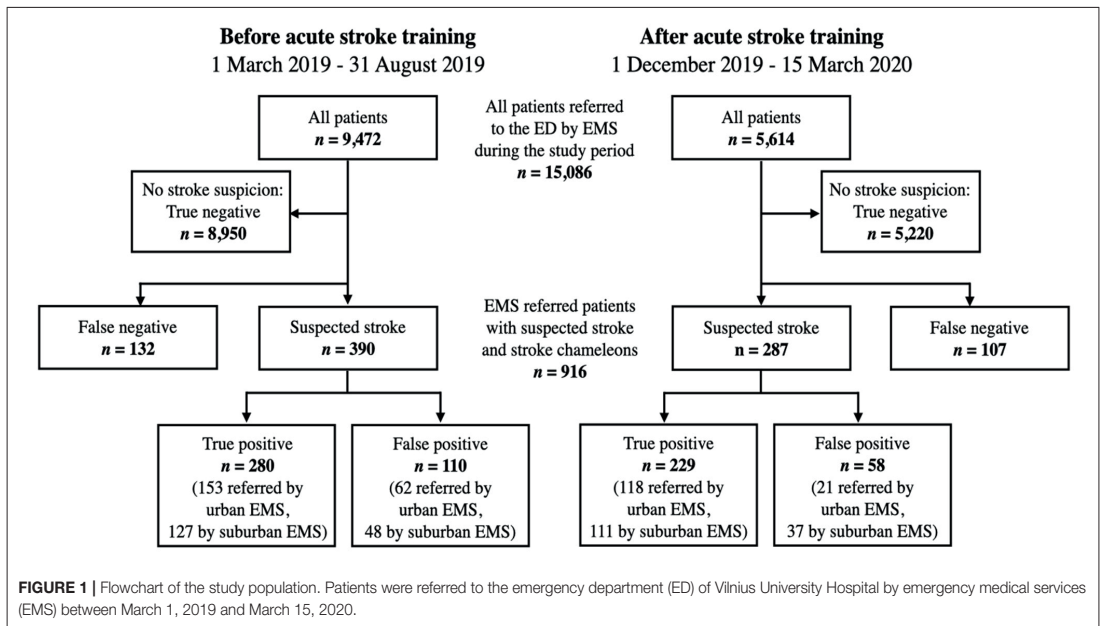 Before acute stroke training
1 March 2019 - 31 August 2019
After acute stroke training
1 December 2019 - 15 March 2020
All patients
n = 9,472
All patients referred
to the ED by EMS
during the study period
n = 15,086
All patients
n = 5,614
No stroke suspicion:
True negative
n = 8,950
No stroke suspicion:
True negative
n = 5,220
False negative
n = 132
Suspected stroke
n = 390
EMS referred patients
with suspected stroke
and stroke chameleons
n = 916
Suspected stroke
n = 287
False negative
n = 107
True positive
n = 280
(153 referred by
urban EMS,
127 by suburban EMS)
False positive
n = 110
(62 referred by
urban EMS,
48 by suburban EMS)
True positive
n = 229
(118 referred by
urban EMS,
111 by suburban EMS)
False positive
n = 58
(21 referred by
urban EMS,
37 by suburban EMS)
FIGURE 1 | Flowchart of the study population. Patients were referred to the emergency department (ED) of Vilnius University Hospital by emergency medical services
(EMS) between March 1, 2019 and March 15, 2020.